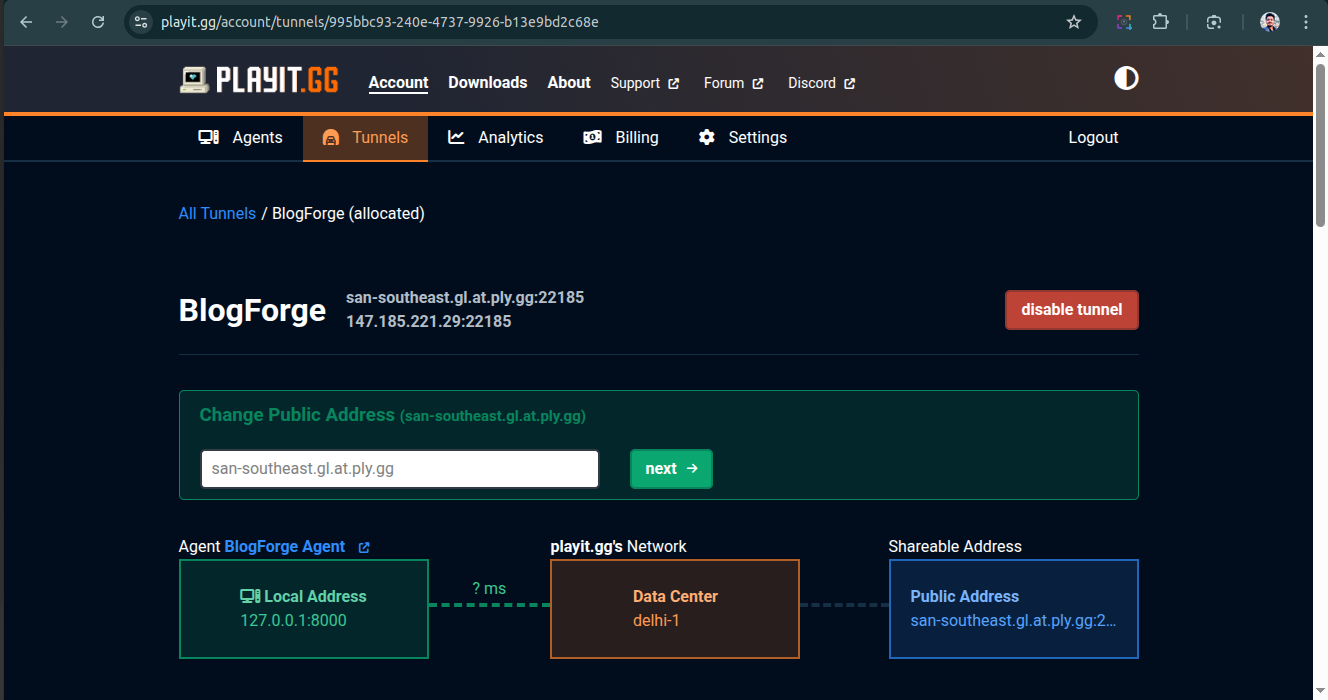 playit.gg/account/tunnels/995bbc93-240e-4737-9926-b13e9bd2c68e
PLAYIT.GG Account Downloads About Support Forum Discord
Agents Tunnels Analytics Billing Settings Logout
All Tunnels / BlogForge (allocated)
BlogForge
san-southeast.gl.at.ply.gg:22185
147.185.221.29:22185
disable tunnel
Change Public Address (san-southeast.gl.at.ply.gg)
san-southeast.gl.at.ply.gg
next →
Agent BlogForge Agent
Local Address
127.0.0.1:8000
? ms
playit.gg's Network
Data Center
delhi-1
Shareable Address
Public Address
san-southeast.gl.at.ply.gg:2...